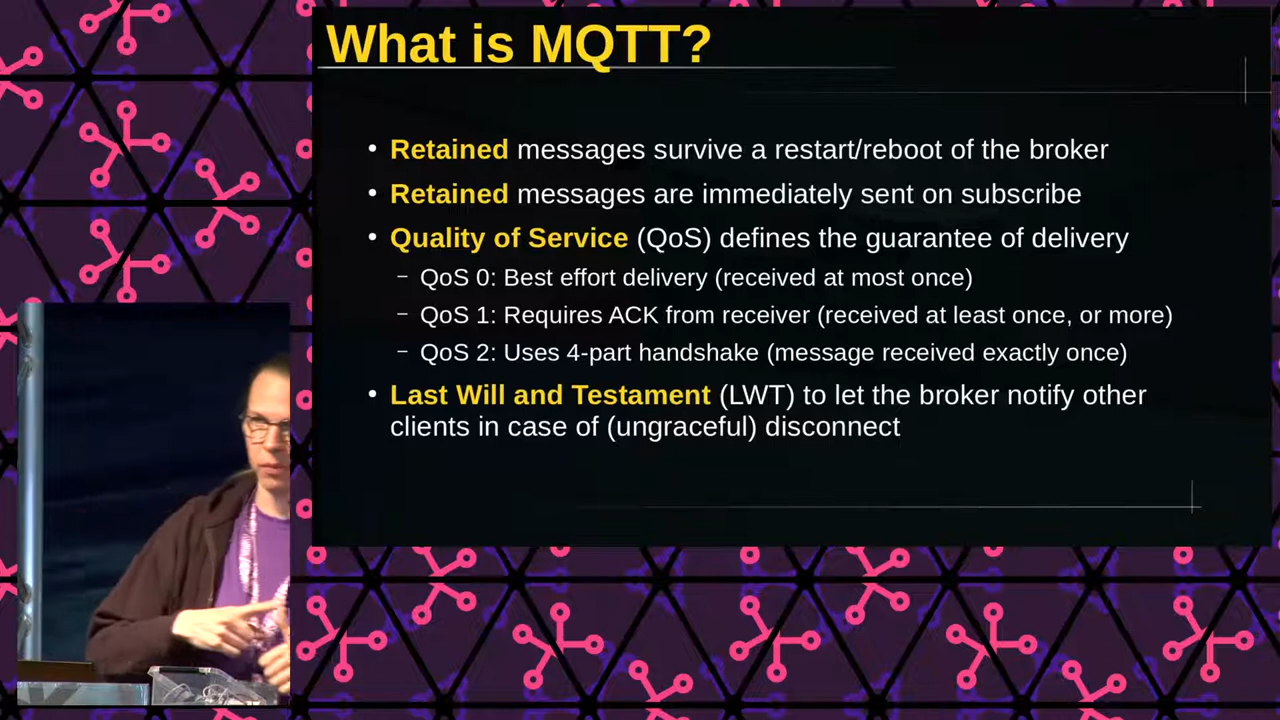 What is MQTT?
• Retained messages survive a restart/reboot of the broker
• Retained messages are immediately sent on subscribe
• Quality of Service (QoS) defines the guarantee of delivery
– QoS 0: Best effort delivery (received at most once)
– QoS 1: Requires ACK from receiver (received at least once, or more)
– QoS 2: Uses 4-part handshake (message received exactly once)
• Last Will and Testament (LWT) to let the broker notify other
clients in case of (ungraceful) disconnect